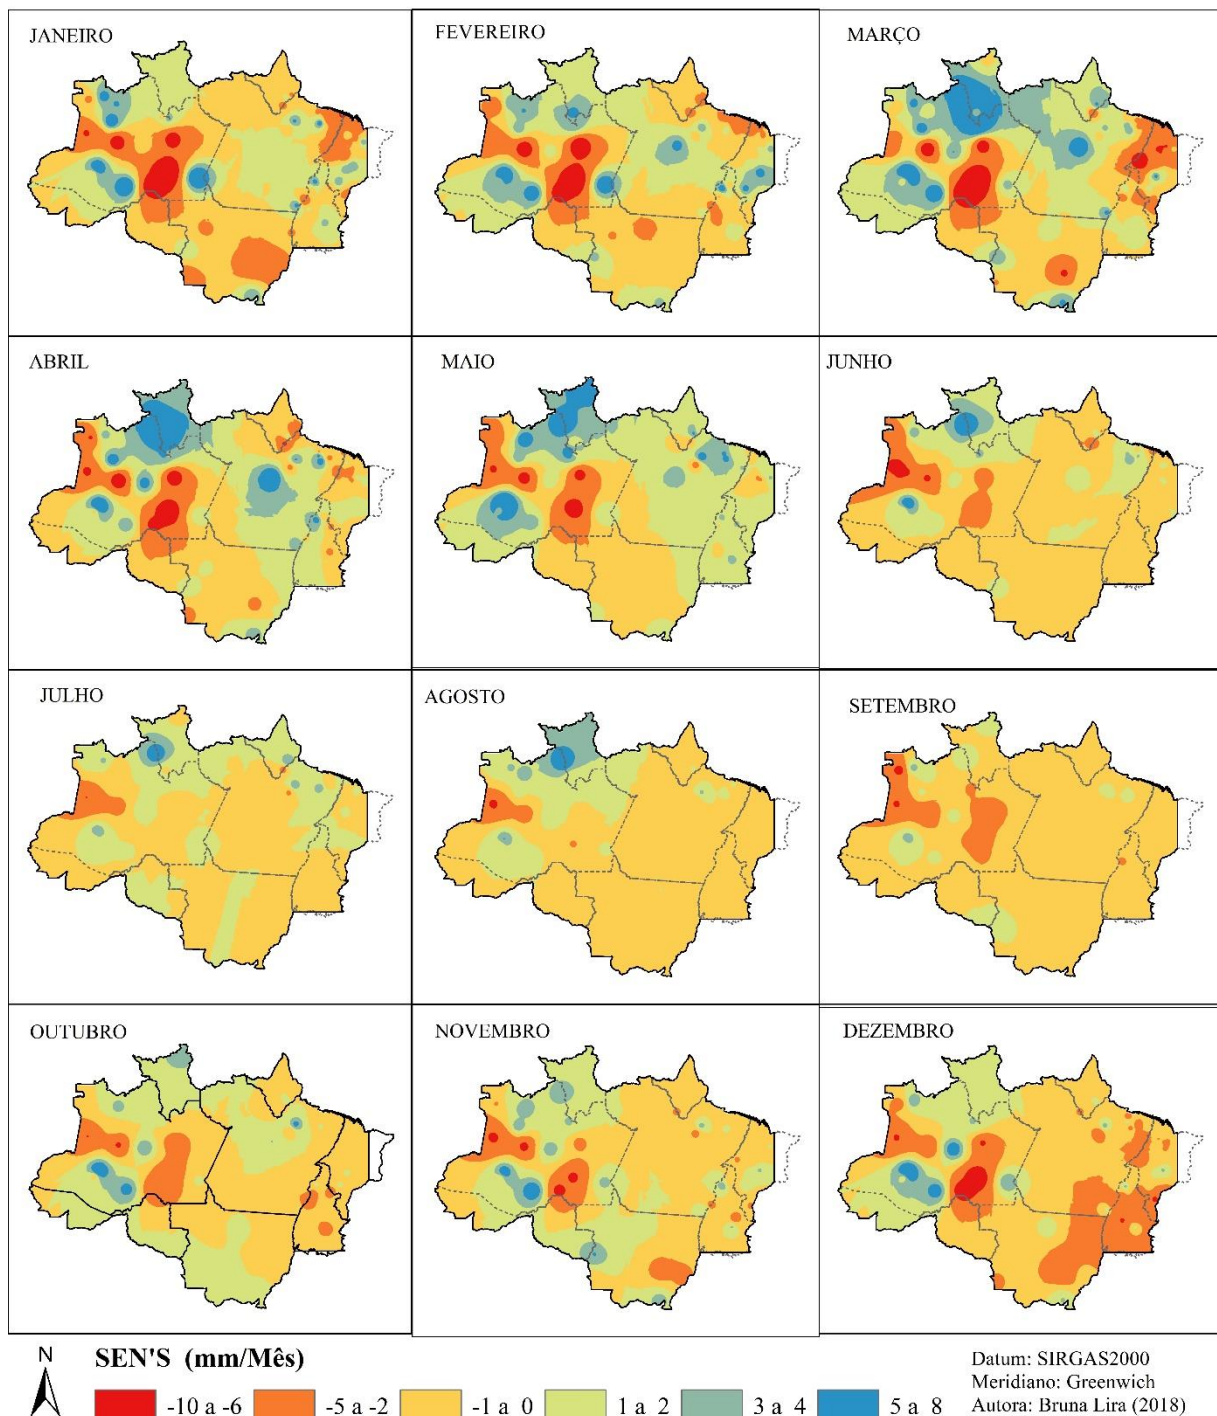 JANEIRO
FEVEREIRO
MARÇO
ABRIL
MAIO
JUNHO
JULHO
AGOSTO
SETEMBRO
OUTUBRO
NOVEMBRO
DEZEMBRO
N
SEN'S (mm/Mês)
-10 a -6
-5 a -2
-1 a 0
1 a 2
3 a 4
5 a 8
Datum: SIRGAS2000
Meridiano: Greenwich
Autora: Bruna Lira (2018)